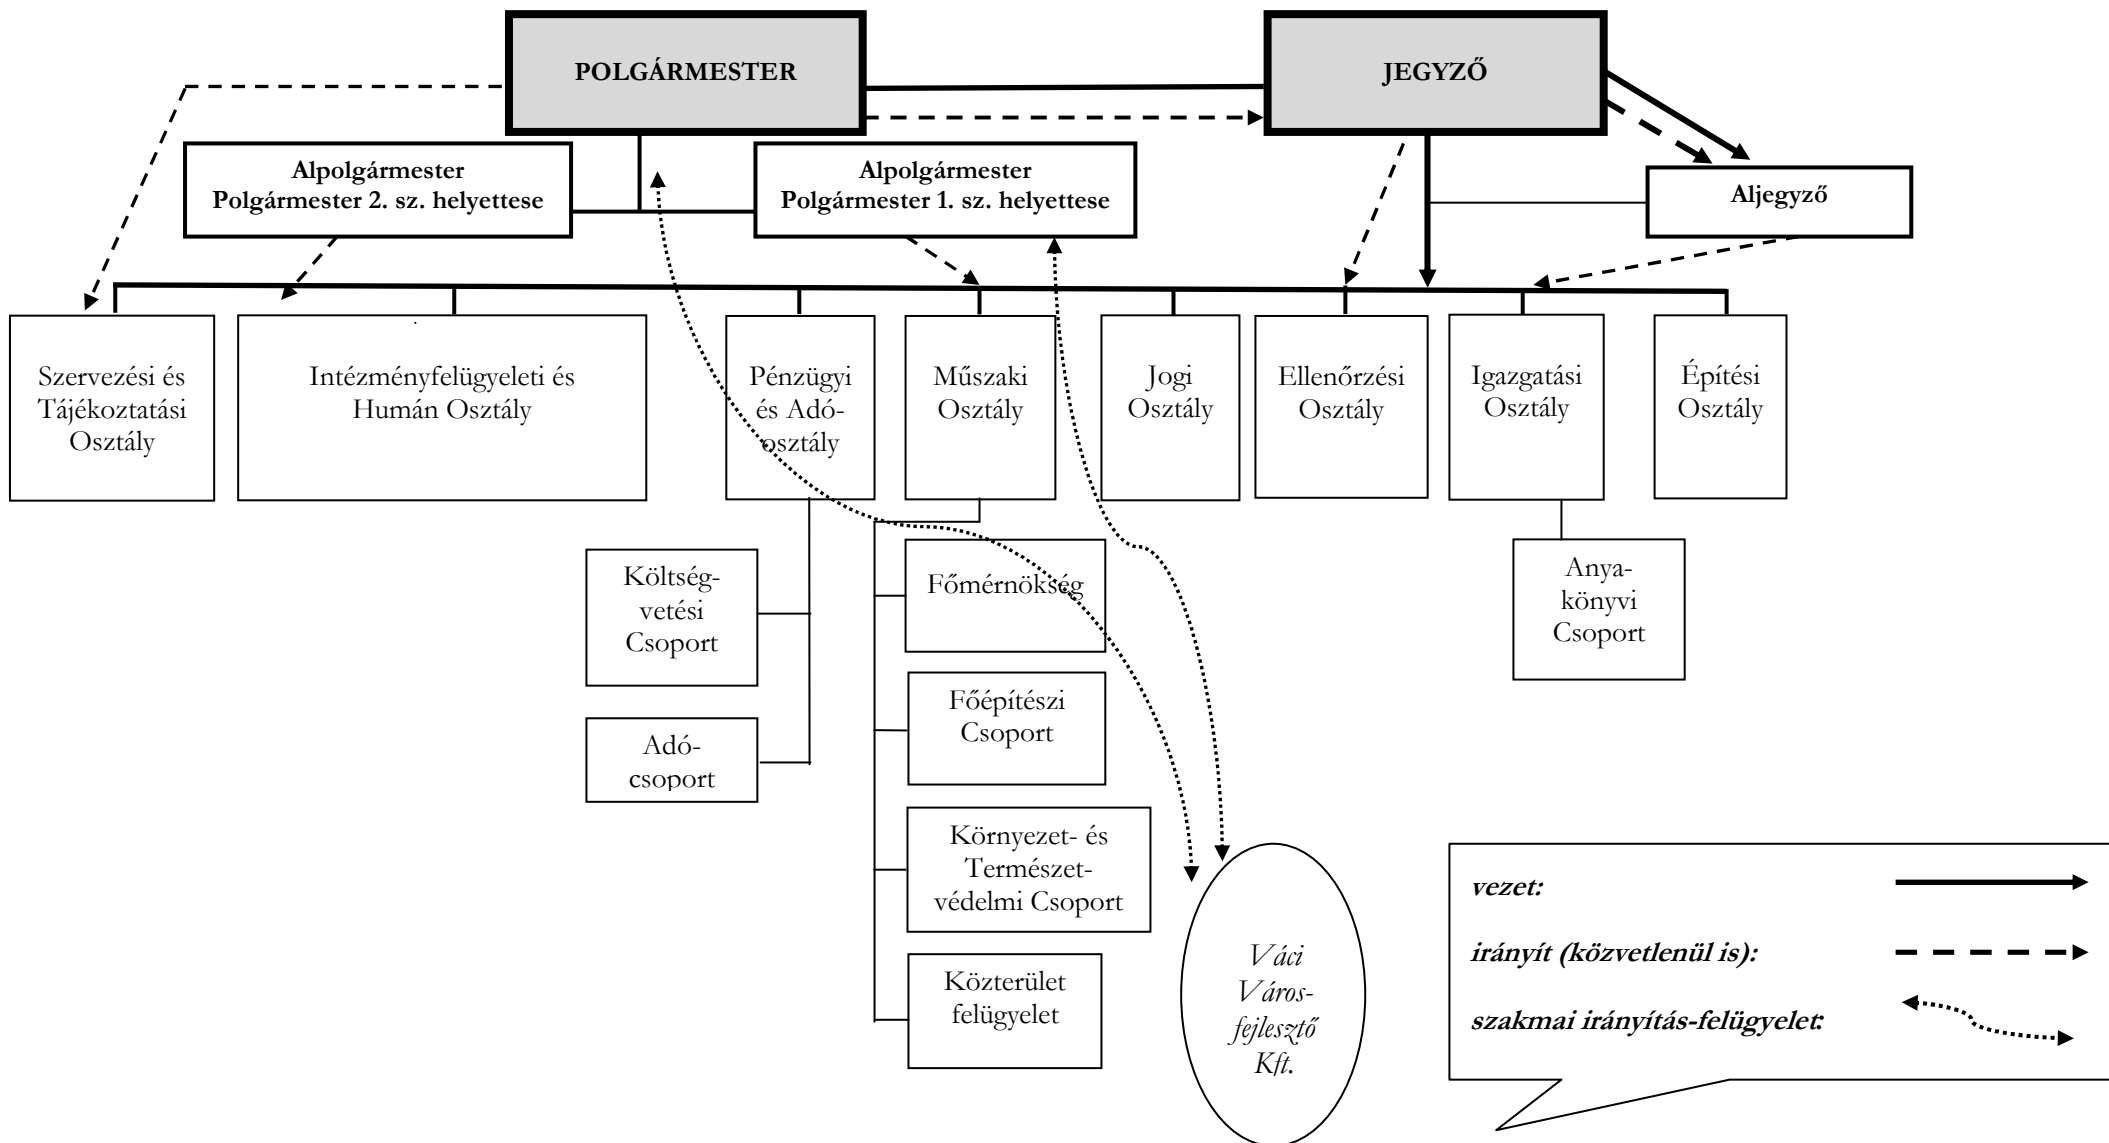 POLGÁRMESTER
JEGYZŐ
Alpolgármester
Polgármester 2. sz. helyettese
Alpolgármester
Polgármester 1. sz. helyettese
Aljegyző
Szervezési és
Tájékoztatási
Osztály
Intézményfelügyeleti és
Humán Osztály
Pénzügyi
és Adó-
osztály
Műszaki
Osztály
Jogi
Osztály
Ellenőrzési
Osztály
Igazgatási
Osztály
Építési
Osztály
Költség-
vetési
Csoport
Adó-
csoport
Főmérnökség
Főépítészi
Csoport
Környezet- és
Természet-
védelmi Csoport
Közterület
felügyelet
Anya-
könyvi
Csoport
Váci
Város-
fejlesztő
Kft.
vezet:
irányít (közvetlenül is):
szakmai irányítás-felügyelet: